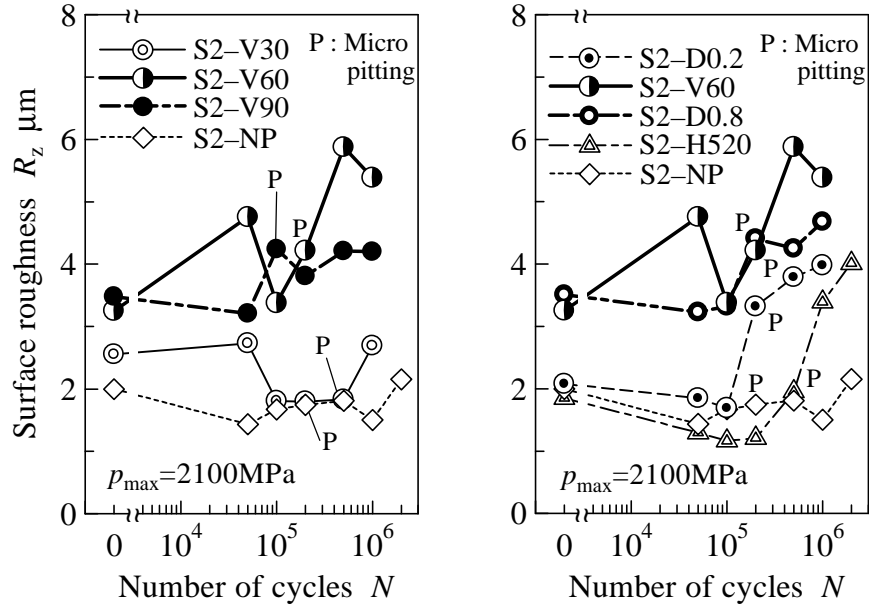 8
6
4
2
0
Surface roughness Rz μm
S2–V30
S2–V60
S2–V90
S2–NP
P : Micro
pitting
P
P
P
P
pmax=2100MPa
0
10^4
10^5
10^6
Number of cycles N
8
6
4
2
0
S2–D0.2
S2–V60
S2–D0.8
S2–H520
S2–NP
P : Micro
pitting
P
P
P
P
P
pmax=2100MPa
0
10^4
10^5
10^6
Number of cycles N